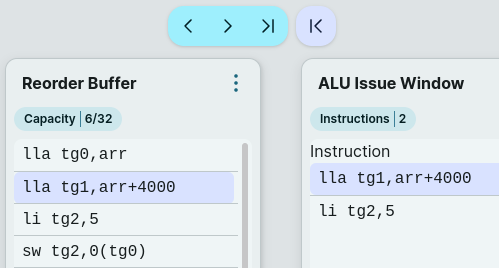 Reorder Buffer
Capacity 6/32
lla tg0,arr
lla tg1,arr+4000
li tg2,5
sw tg2,0(tg0)
ALU Issue Window
Instructions 2
Instruction
lla tg1,arr+4000
li tg2,5